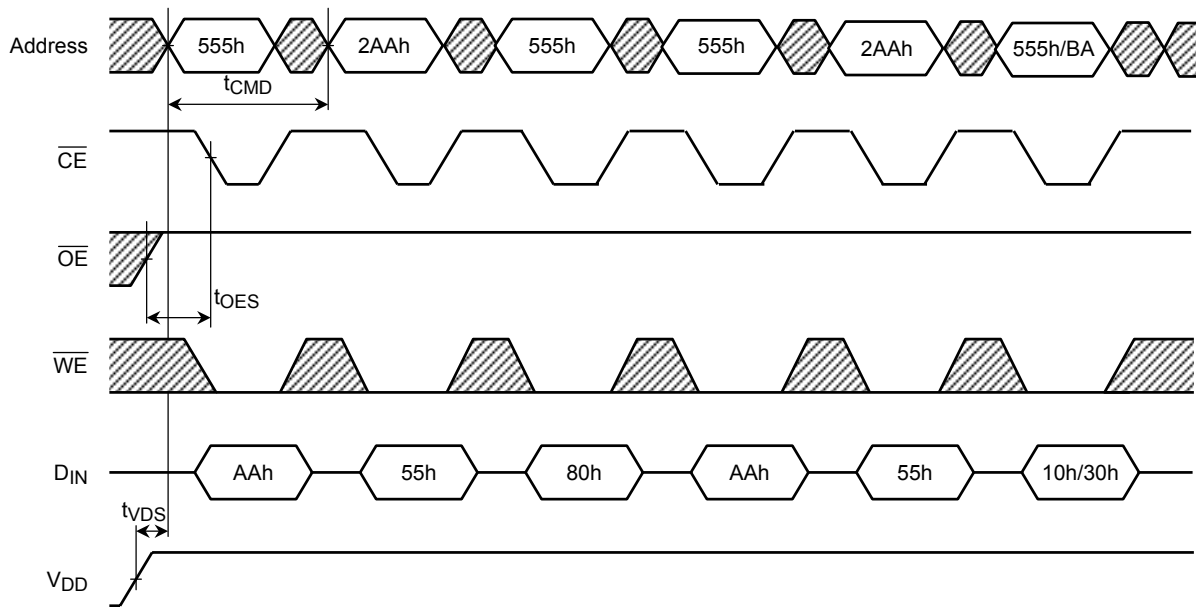 Address 555h 2AAh 555h 555h 2AAh 555h/BA
tCMD
CE
OE
tOES
WE
DIN AAh 55h 80h AAh 55h 10h/30h
tVDS
VDD